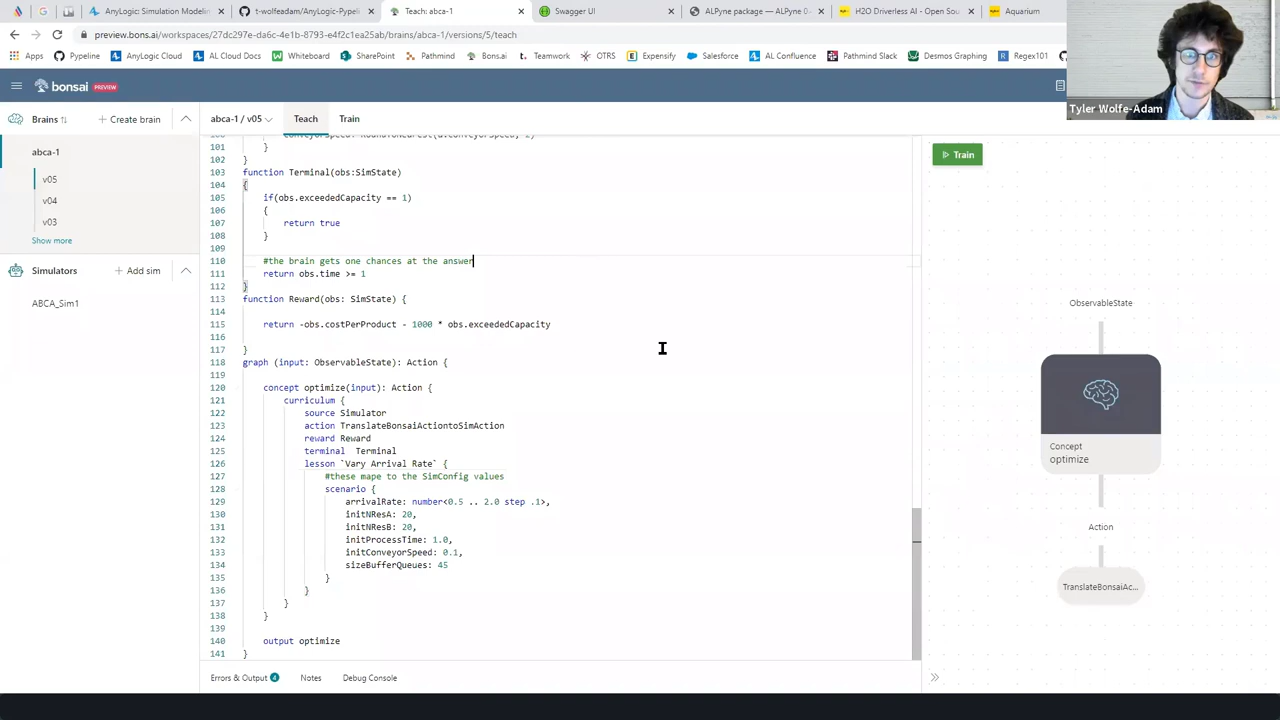 AnyLogic: Simulation Modeling
t-wolfeadam/AnyLogic-Pypeli
Teach: abca-1
Swagger UI
ALPyne package — ALPyne 0
H2O Driverless AI - Open Sou
Aquarium
preview.bons.ai/workspaces/27dc297e-da6c-4e1b-8793-e4f2c1ea25ab/brains/abca-1/versions/5/teach
Apps Pypeline AnyLogic Cloud AL Cloud Docs Whiteboard SharePoint Pathmind Bons.ai Teamwork OTRS Expensify Salesforce AL Confluence Pathmind Slack Desmos Graphing Regex101
Tyler Wolfe-Adam
bonsai PREVIEW
Brains
Create brain
abca-1
v05
v04
v03
Show more
Simulators
Add sim
ABCA_Sim1
abca-1 / v05
Teach
Train
101 }
102 }
103 function Terminal(obs:SimState)
104 {
105 if(obs.exceededCapacity == 1)
106 {
107 return true
108 }
109
110 #the brain gets one chances at the answer
111 return obs.time >= 1
112 }
113 function Reward(obs: SimState) {
114
115 return -obs.costPerProduct - 1000 * obs.exceededCapacity
116
117 }
118 graph (input: ObservableState): Action {
119
120 concept optimize(input): Action {
121 curriculum {
122 source Simulator
123 action TranslateBonsaiActiontoSimAction
124 reward Reward
125 terminal Terminal
126 lesson `Vary Arrival Rate` {
127 #these mape to the SimConfig values
128 scenario {
129 arrivalRate: number<0.5 .. 2.0 step .1>,
130 initNResA: 20,
131 initNResB: 20,
132 initProcessTime: 1.0,
133 initConveyorSpeed: 0.1,
134 sizeBufferQueues: 45
135 }
136 }
137 }
138 }
139
140 output optimize
141 }
Errors & Output 4
Notes
Debug Console
Train
ObservableState
Concept
optimize
Action
TranslateBonsaiAc...